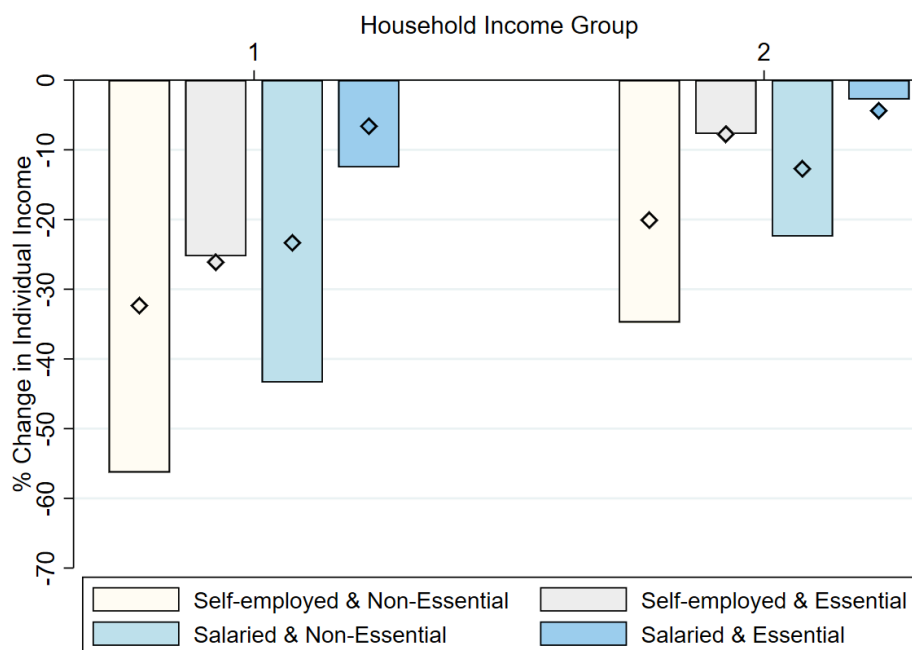 Household Income Group
1 2
% Change in Individual Income
0
-10
-20
-30
-40
-50
-60
-70
Self-employed & Non-Essential
Self-employed & Essential
Salaried & Non-Essential
Salaried & Essential